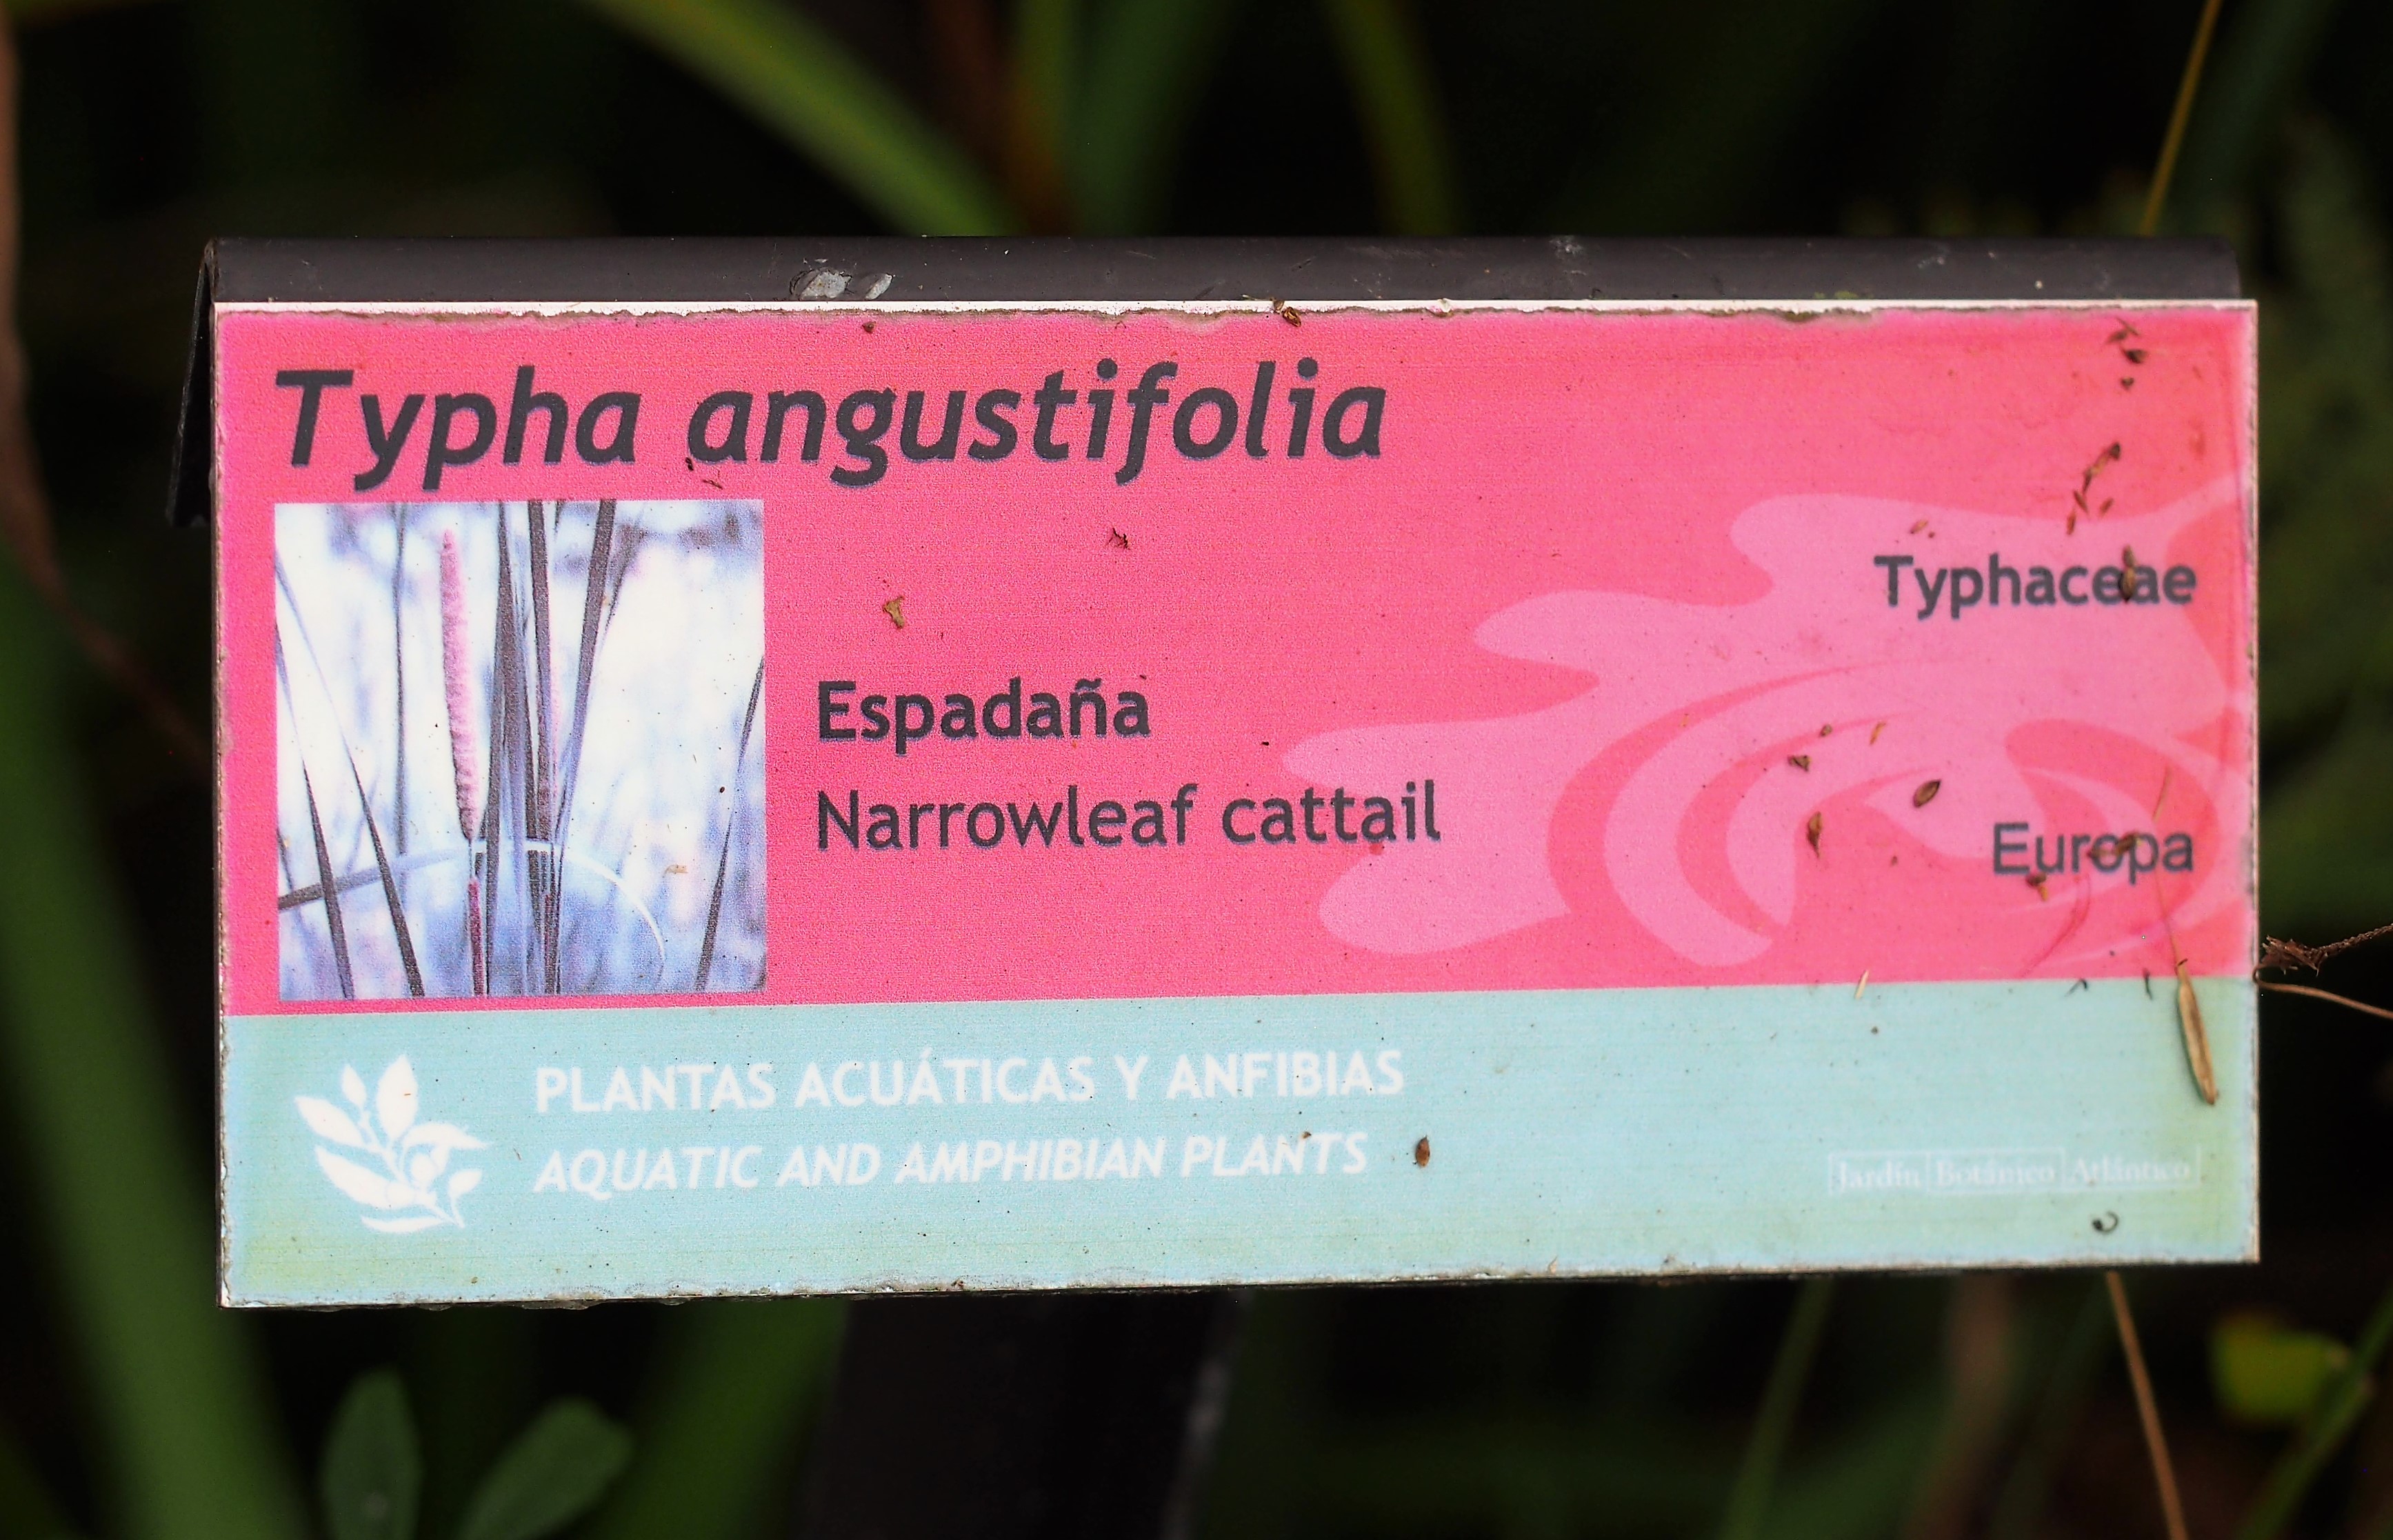 Typha angustifolia
Typhaceae
Espadaña
Narrowleaf cattail
Europa
PLANTAS ACUÁTICAS Y ANFIBIAS
AQUATIC AND AMPHIBIAN PLANTS
Jardín Botánico Atlántico